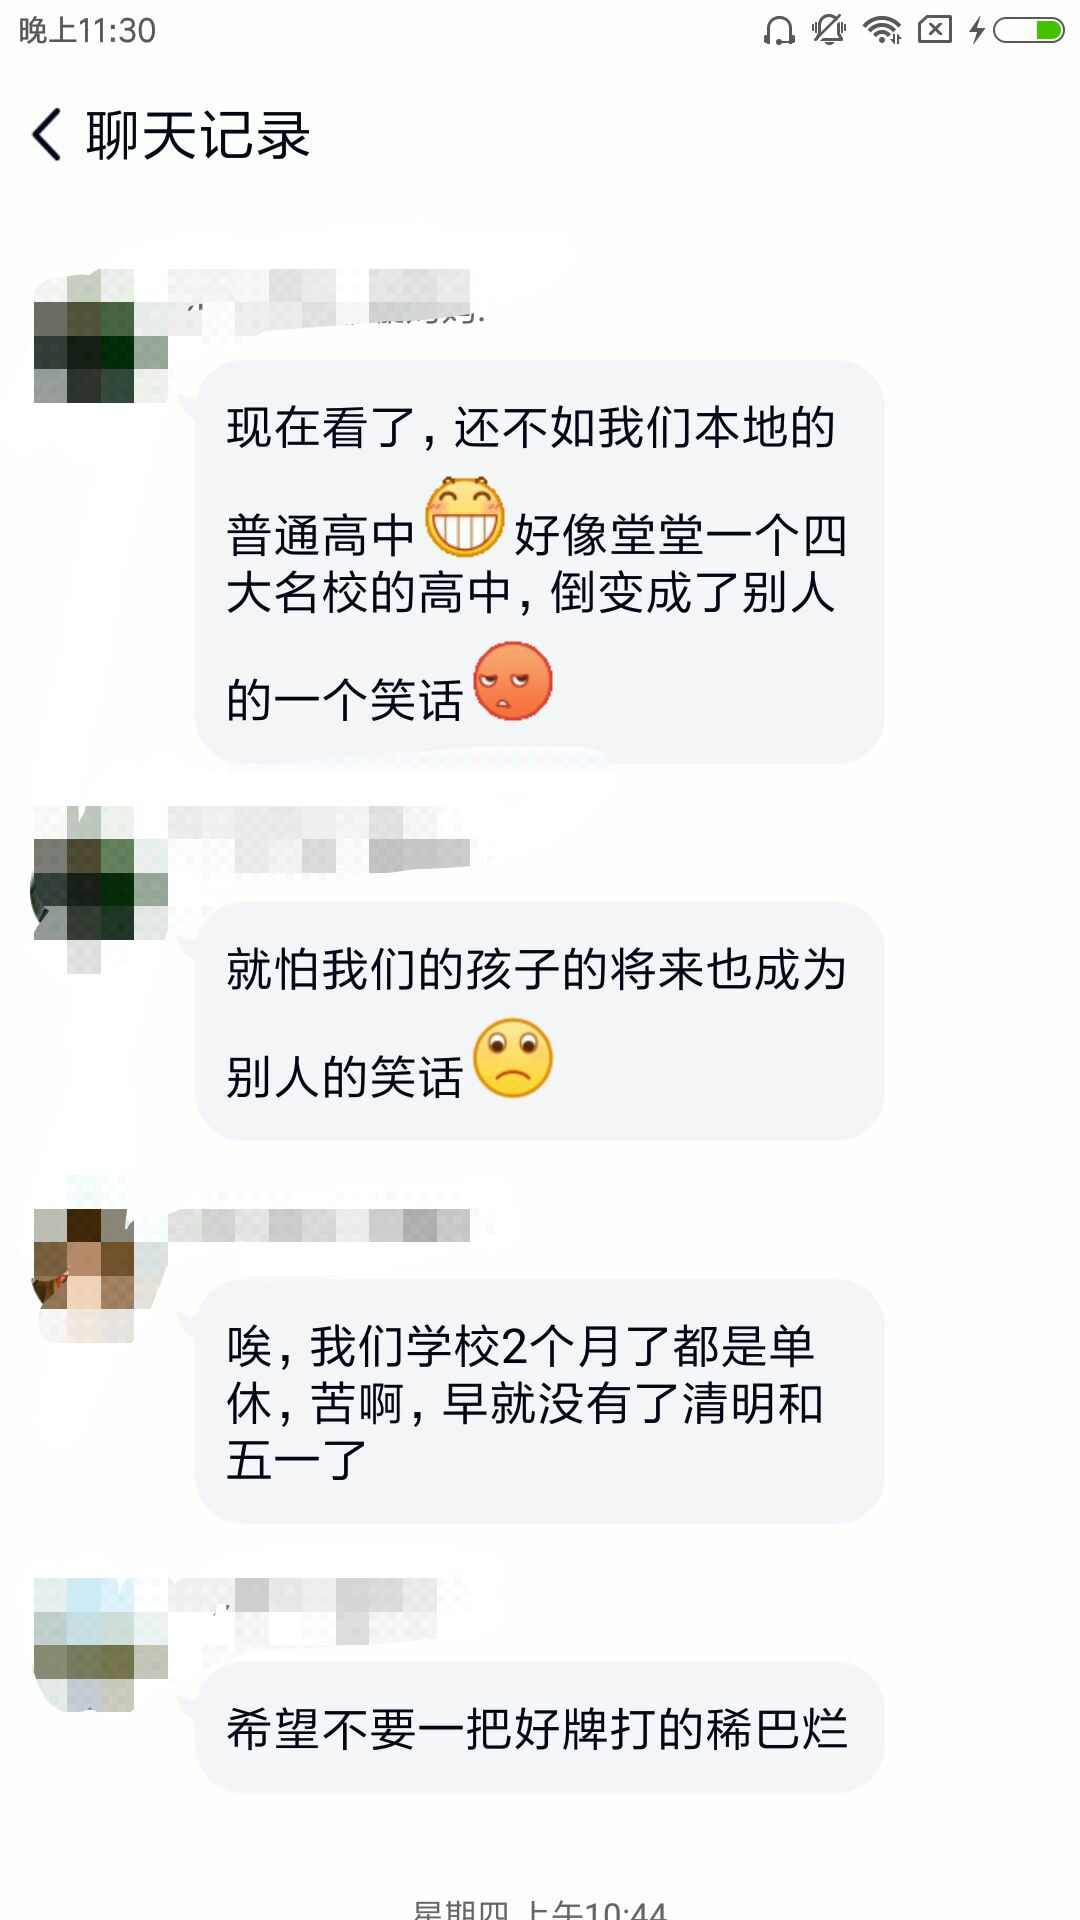 晚上11:30
聊天记录
现在看了,还不如我们本地的
普通高中 好像堂堂一个四
大名校的高中,倒变成了别人
的一个笑话
就怕我们的孩子的将来也成为
别人的笑话
唉,我们学校2个月了都是单
休,苦啊,早就没有了清明和
五一了
希望不要一把好牌打的稀巴烂
星期四 上午10:44